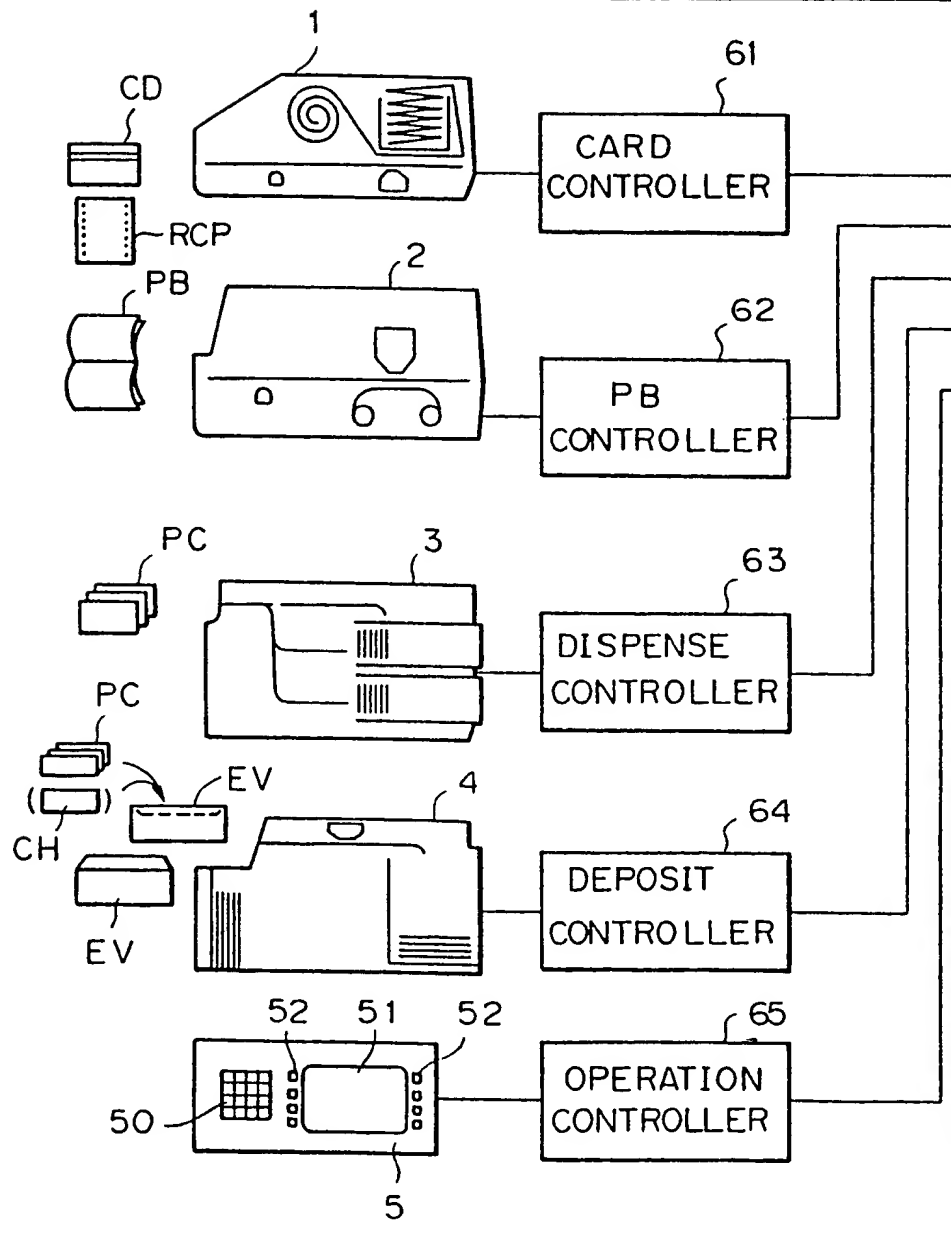 1
61
CD
CARD
CONTROLLER
RCP
2
PB
62
PB
CONTROLLER
PC
3
63
DISPENSE
CONTROLLER
PC
EV
4
64
( )
CH
DEPOSIT
CONTROLLER
EV
52
51
52
65
OPERATION
CONTROLLER
50
5